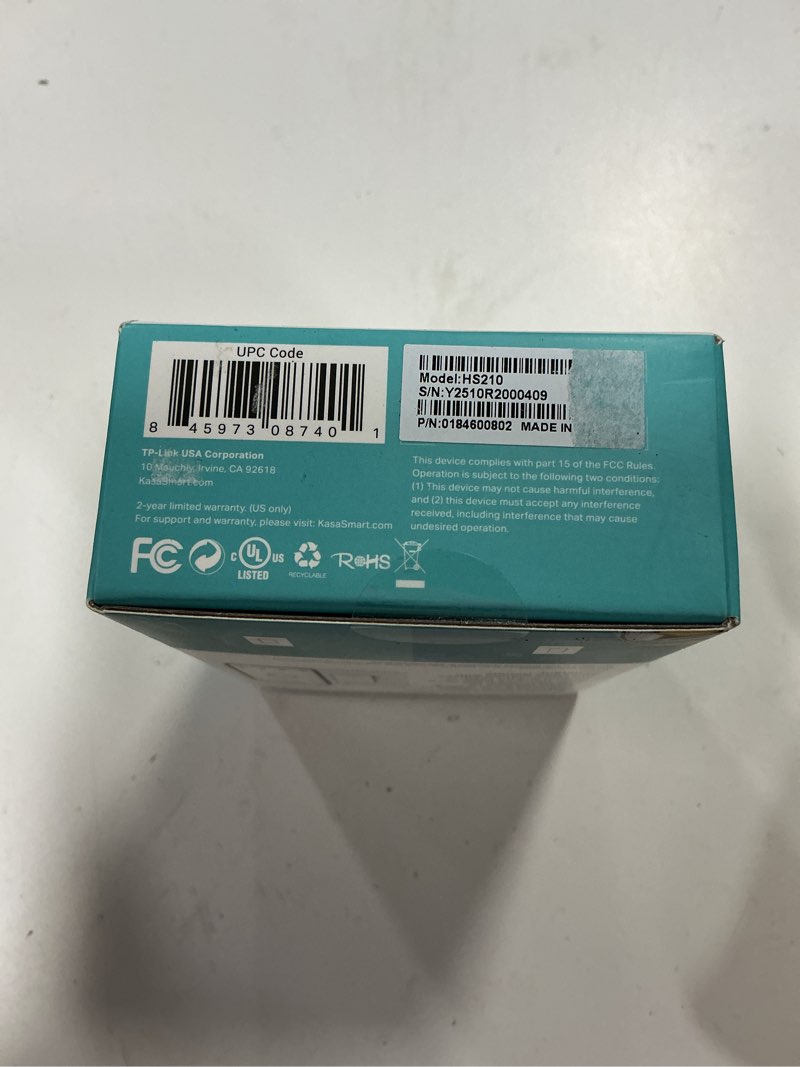 UPC Code
8 45973 08740 1
Model:HS210
S/N:Y2510R2000409
P/N:0184600802 MADE IN
TP-Link USA Corporation
10 Mauchly, Irvine, CA 92618
KasaSmart.com
2-year limited warranty. (US only)
For support and warranty, please visit: KasaSmart.com
This device complies with part 15 of the FCC Rules.
Operation is subject to the following two conditions:
(1) This device may not cause harmful interference,
and (2) this device must accept any interference
received, including interference that may cause
undesired operation.
FC
C UL US
LISTED
RECYCLABLE
RoHS